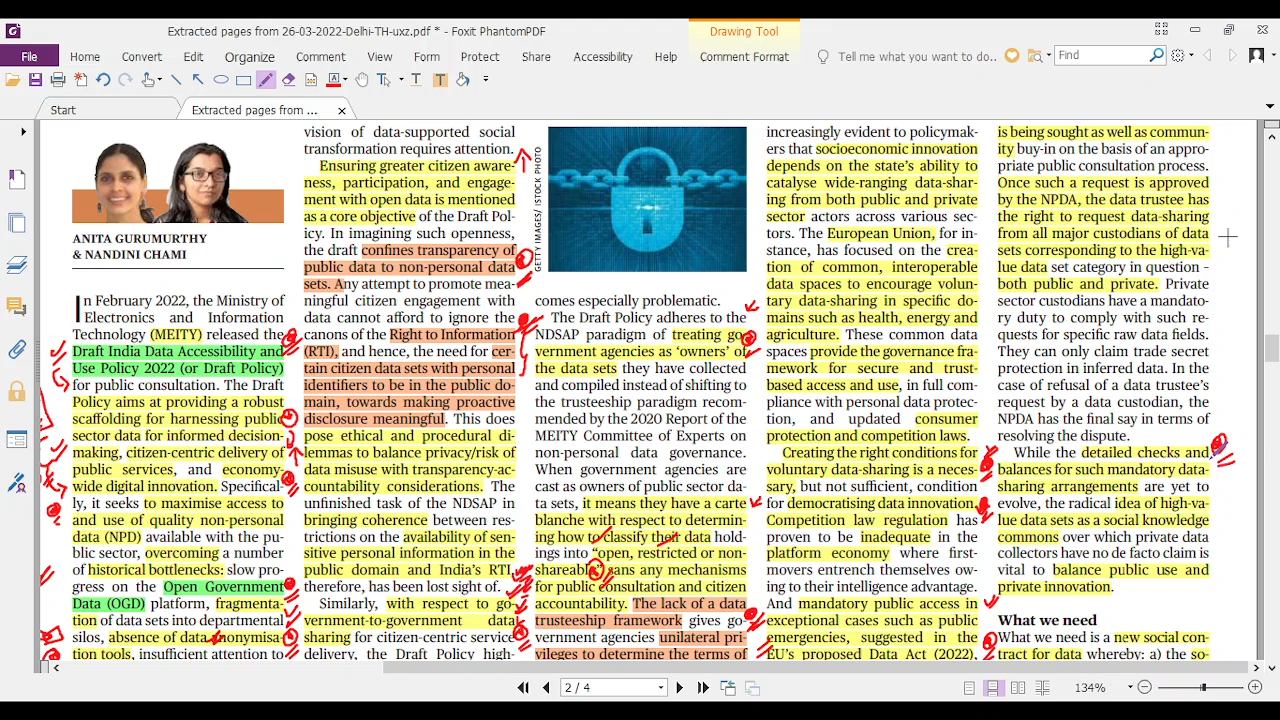 Extracted pages from 26-03-2022-Delhi-TH-uxz.pdf * - Foxit PhantomPDF
Drawing Tool
File
Home
Convert
Edit
Organize
Comment
View
Form
Protect
Share
Accessibility
Help
Comment Format
Tell me what you want to do..
Find
Start
Extracted pages from ...
ANITA GURUMURTHY
& NANDINI CHAMI
In February 2022, the Ministry of
Electronics and Information
Technology (MEITY) released the
Draft India Data Accessibility and
Use Policy 2022 (or Draft Policy)
for public consultation. The Draft
Policy aims at providing a robust
scaffolding for harnessing public
sector data for informed decision-
making, citizen-centric delivery of
public services, and economy-
wide digital innovation. Specifical-
ly, it seeks to maximise access to
and use of quality non-personal
data (NPD) available with the pu-
blic sector, overcoming a number
of historical bottlenecks: slow pro-
gress on the Open Government
Data (OGD) platform, fragmenta-
tion of data sets into departmental
silos, absence of data anonymisa-
tion tools, insufficient attention to
vision of data-supported social
transformation requires attention.
Ensuring greater citizen aware-
ness, participation, and engage-
ment with open data is mentioned
as a core objective of the Draft Pol-
icy. In imagining such openness,
the draft confines transparency of
public data to non-personal data
sets. Any attempt to promote mea-
ningful citizen engagement with
data cannot afford to ignore the
canons of the Right to Information
(RTI), and hence, the need for cer-
tain citizen data sets with personal
identifiers to be in the public do-
main, towards making proactive
disclosure meaningful. This does
pose ethical and procedural di-
lemmas to balance privacy/risk of
data misuse with transparency-ac-
countability considerations. The
unfinished task of the NDSAP in
bringing coherence between res-
trictions on the availability of sen-
sitive personal information in the
public domain and India's RTI,
therefore, has been lost sight of.
Similarly, with respect to go-
vernment-to-government data
sharing for citizen-centric service
delivery, the Draft Policy high-
GETTY IMAGES/ ISTOCK PHOTO
comes especially problematic.
The Draft Policy adheres to the
NDSAP paradigm of treating go-
vernment agencies as 'owners' of
the data sets they have collected
and compiled instead of shifting to
the trusteeship paradigm recom-
mended by the 2020 Report of the
MEITY Committee of Experts on
non-personal data governance.
When government agencies are
cast as owners of public sector da-
ta sets, it means they have a carte
blanche with respect to determin-
ing how to classify their data hold-
ings into "open, restricted or non-
shareable" sans any mechanisms
for public consultation and citizen
accountability. The lack of a data
trusteeship framework gives go-
vernment agencies unilateral pri-
vileges to determine the terms of
increasingly evident to policymak-
ers that socioeconomic innovation
depends on the state's ability to
catalyse wide-ranging data-shar-
ing from both public and private
sector actors across various sec-
tors. The European Union, for in-
stance, has focused on the crea-
tion of common, interoperable
data spaces to encourage volun-
tary data-sharing in specific do-
mains such as health, energy and
agriculture. These common data
spaces provide the governance fra-
mework for secure and trust-
based access and use, in full com-
pliance with personal data protec-
tion, and updated consumer
protection and competition laws.
Creating the right conditions for
voluntary data-sharing is a neces-
sary, but not sufficient, condition
for democratising data innovation.
Competition law regulation has
proven to be inadequate in the
platform economy where first-
movers entrench themselves ow-
ing to their intelligence advantage.
And mandatory public access in
exceptional cases such as public
emergencies, suggested in the
EU's proposed Data Act (2022),
is being sought as well as commun-
ity buy-in on the basis of an appro-
priate public consultation process.
Once such a request is approved
by the NPDA, the data trustee has
the right to request data-sharing
from all major custodians of data
sets corresponding to the high-va-
lue data set category in question -
both public and private. Private
sector custodians have a mandato-
ry duty to comply with such re-
quests for specific raw data fields.
They can only claim trade secret
protection in inferred data. In the
case of refusal of a data trustee's
request by a data custodian, the
NPDA has the final say in terms of
resolving the dispute.
While the detailed checks and
balances for such mandatory data-
sharing arrangements are yet to
evolve, the radical idea of high-va-
lue data sets as a social knowledge
commons over which private data
collectors have no de facto claim is
vital to balance public use and
private innovation.
What we need
What we need is a new social con-
tract for data whereby: a) the so-
2 / 4
134%